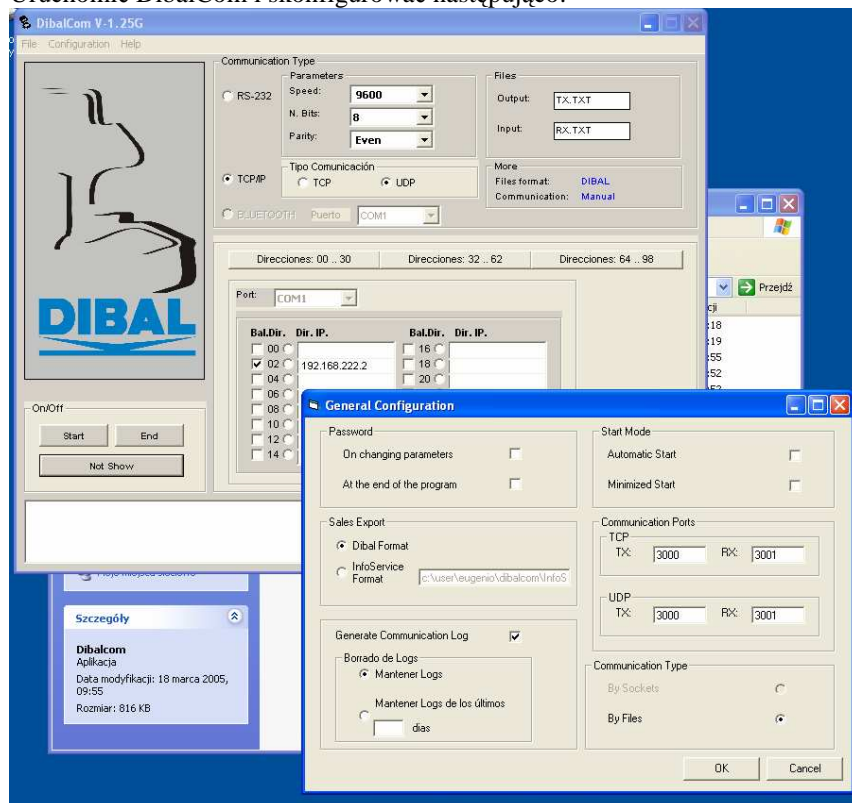 Uruchomić DibalCom i skonfigurować następująco:
DibalCom V-1.25G
File Configuration Help
Communication Type
Parameters
Files
RS-232 Speed: 9600
Output: TX.TXT
N. Bits: 8
Input: RX.TXT
Parity: Even
Tipo Comunicación
More
TCP/IP TCP UDP
Files format: DIBAL
Communication: Manual
BLUETOOTH Puerto COM1
Direcciones: 00 .. 30 Direcciones: 32 .. 62 Direcciones: 64 .. 98
Przejdź
Port: COM1
DIBAL
Bal.Dir. Dir. IP. Bal.Dir. Dir. IP.
00 16
02 192.168.222.2 18
04 20
06
08
10
12
14
:18
:19
:55
:52
On/Off
Start End
Not Show
General Configuration
Password
Start Mode
On changing parameters
Automatic Start
At the end of the program
Minimized Start
Sales Export
Communication Ports
Dibal Format
TCP
TX: 3000 RX: 3001
InfoService
Format c:\user\eugenio\dibalcom\InfoS
UDP
TX: 3000 RX: 3001
Generate Communication Log
Borrado de Logs
Communication Type
Mantener Logs
By Sockets
Mantener Logs de los últimos
By Files
dias
OK Cancel
Szczegóły
Dibalcom
Aplikacja
Data modyfikacji: 18 marca 2005,
09:55
Rozmiar: 816 KB